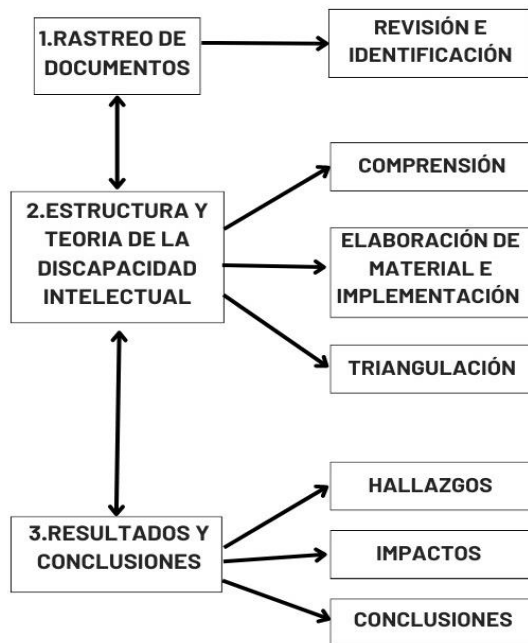 1.RASTREO DE
DOCUMENTOS
REVISIÓN E
IDENTIFICACIÓN
2.ESTRUCTURA Y
TEORIA DE LA
DISCAPACIDAD
INTELECTUAL
COMPRENSIÓN
ELABORACIÓN DE
MATERIAL E
IMPLEMENTACIÓN
TRIANGULACIÓN
3.RESULTADOS Y
CONCLUSIONES
HALLAZGOS
IMPACTOS
CONCLUSIONES